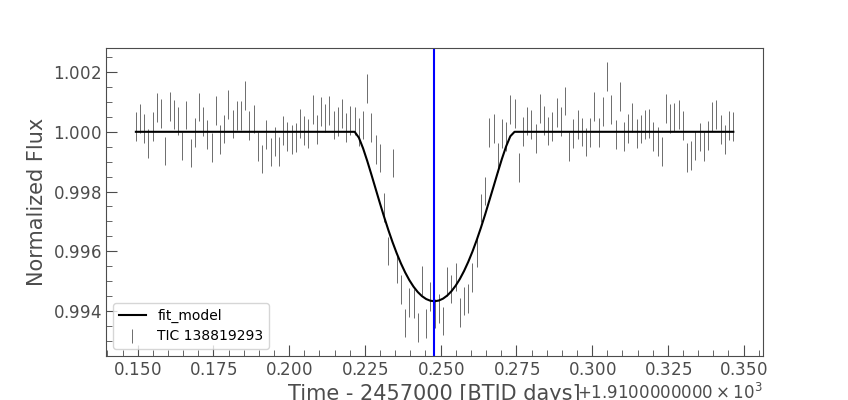 1.002
1.000
0.998
0.996
0.994
Normalized Flux
fit_model
TIC 138819293
0.150 0.175 0.200 0.225 0.250 0.275 0.300 0.325 0.350
Time - 2457000 [BTJD days]
+1.9100000000 × 10³